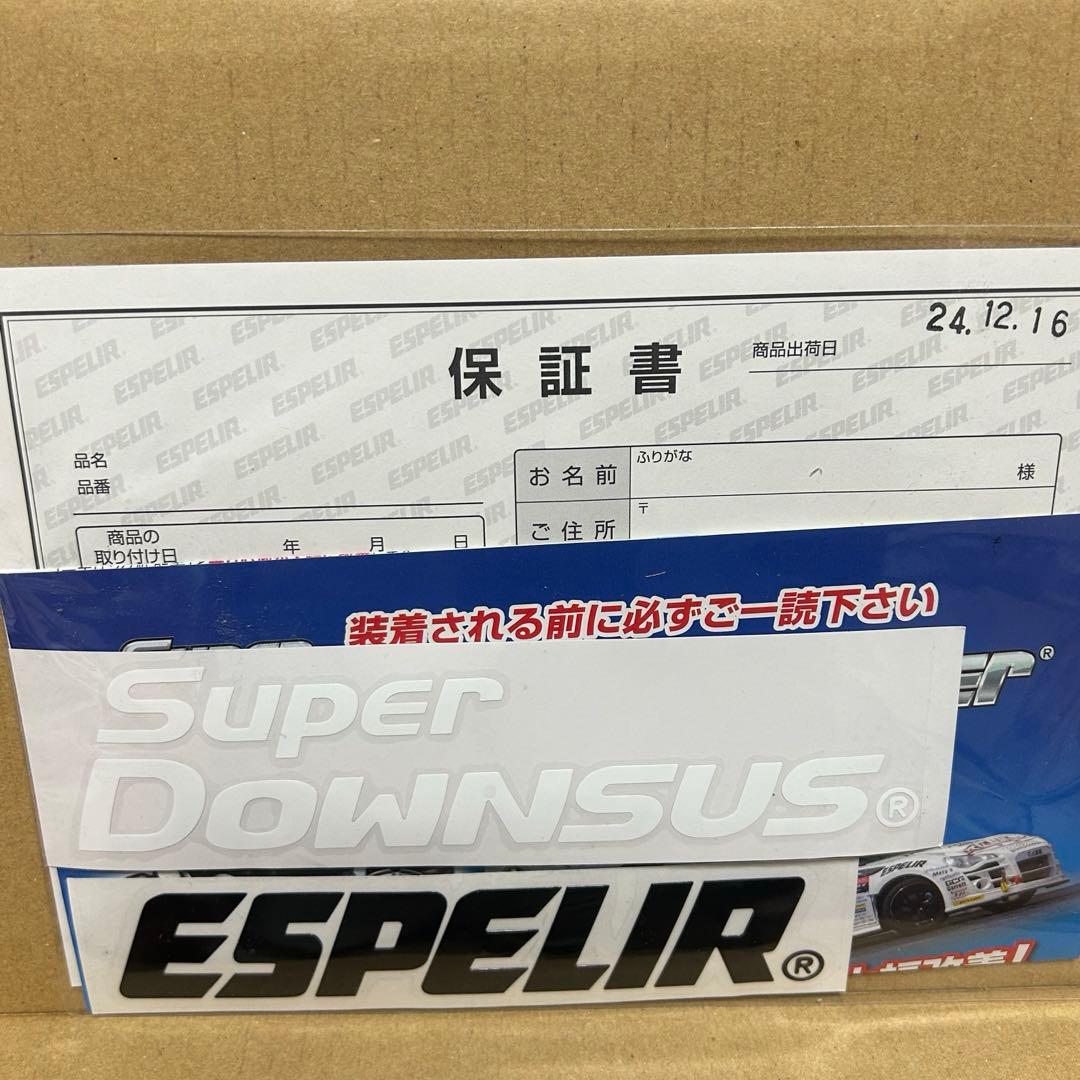 24.12.16
保証書
商品出荷日
品名
品番
お名前
ふりがな
様
ご住所
〒
商品の
取り付け日
年 月 日
装着される前に必ずご一読下さい
Super
DOWNSUS®
ESPELIR®
ESPELIR